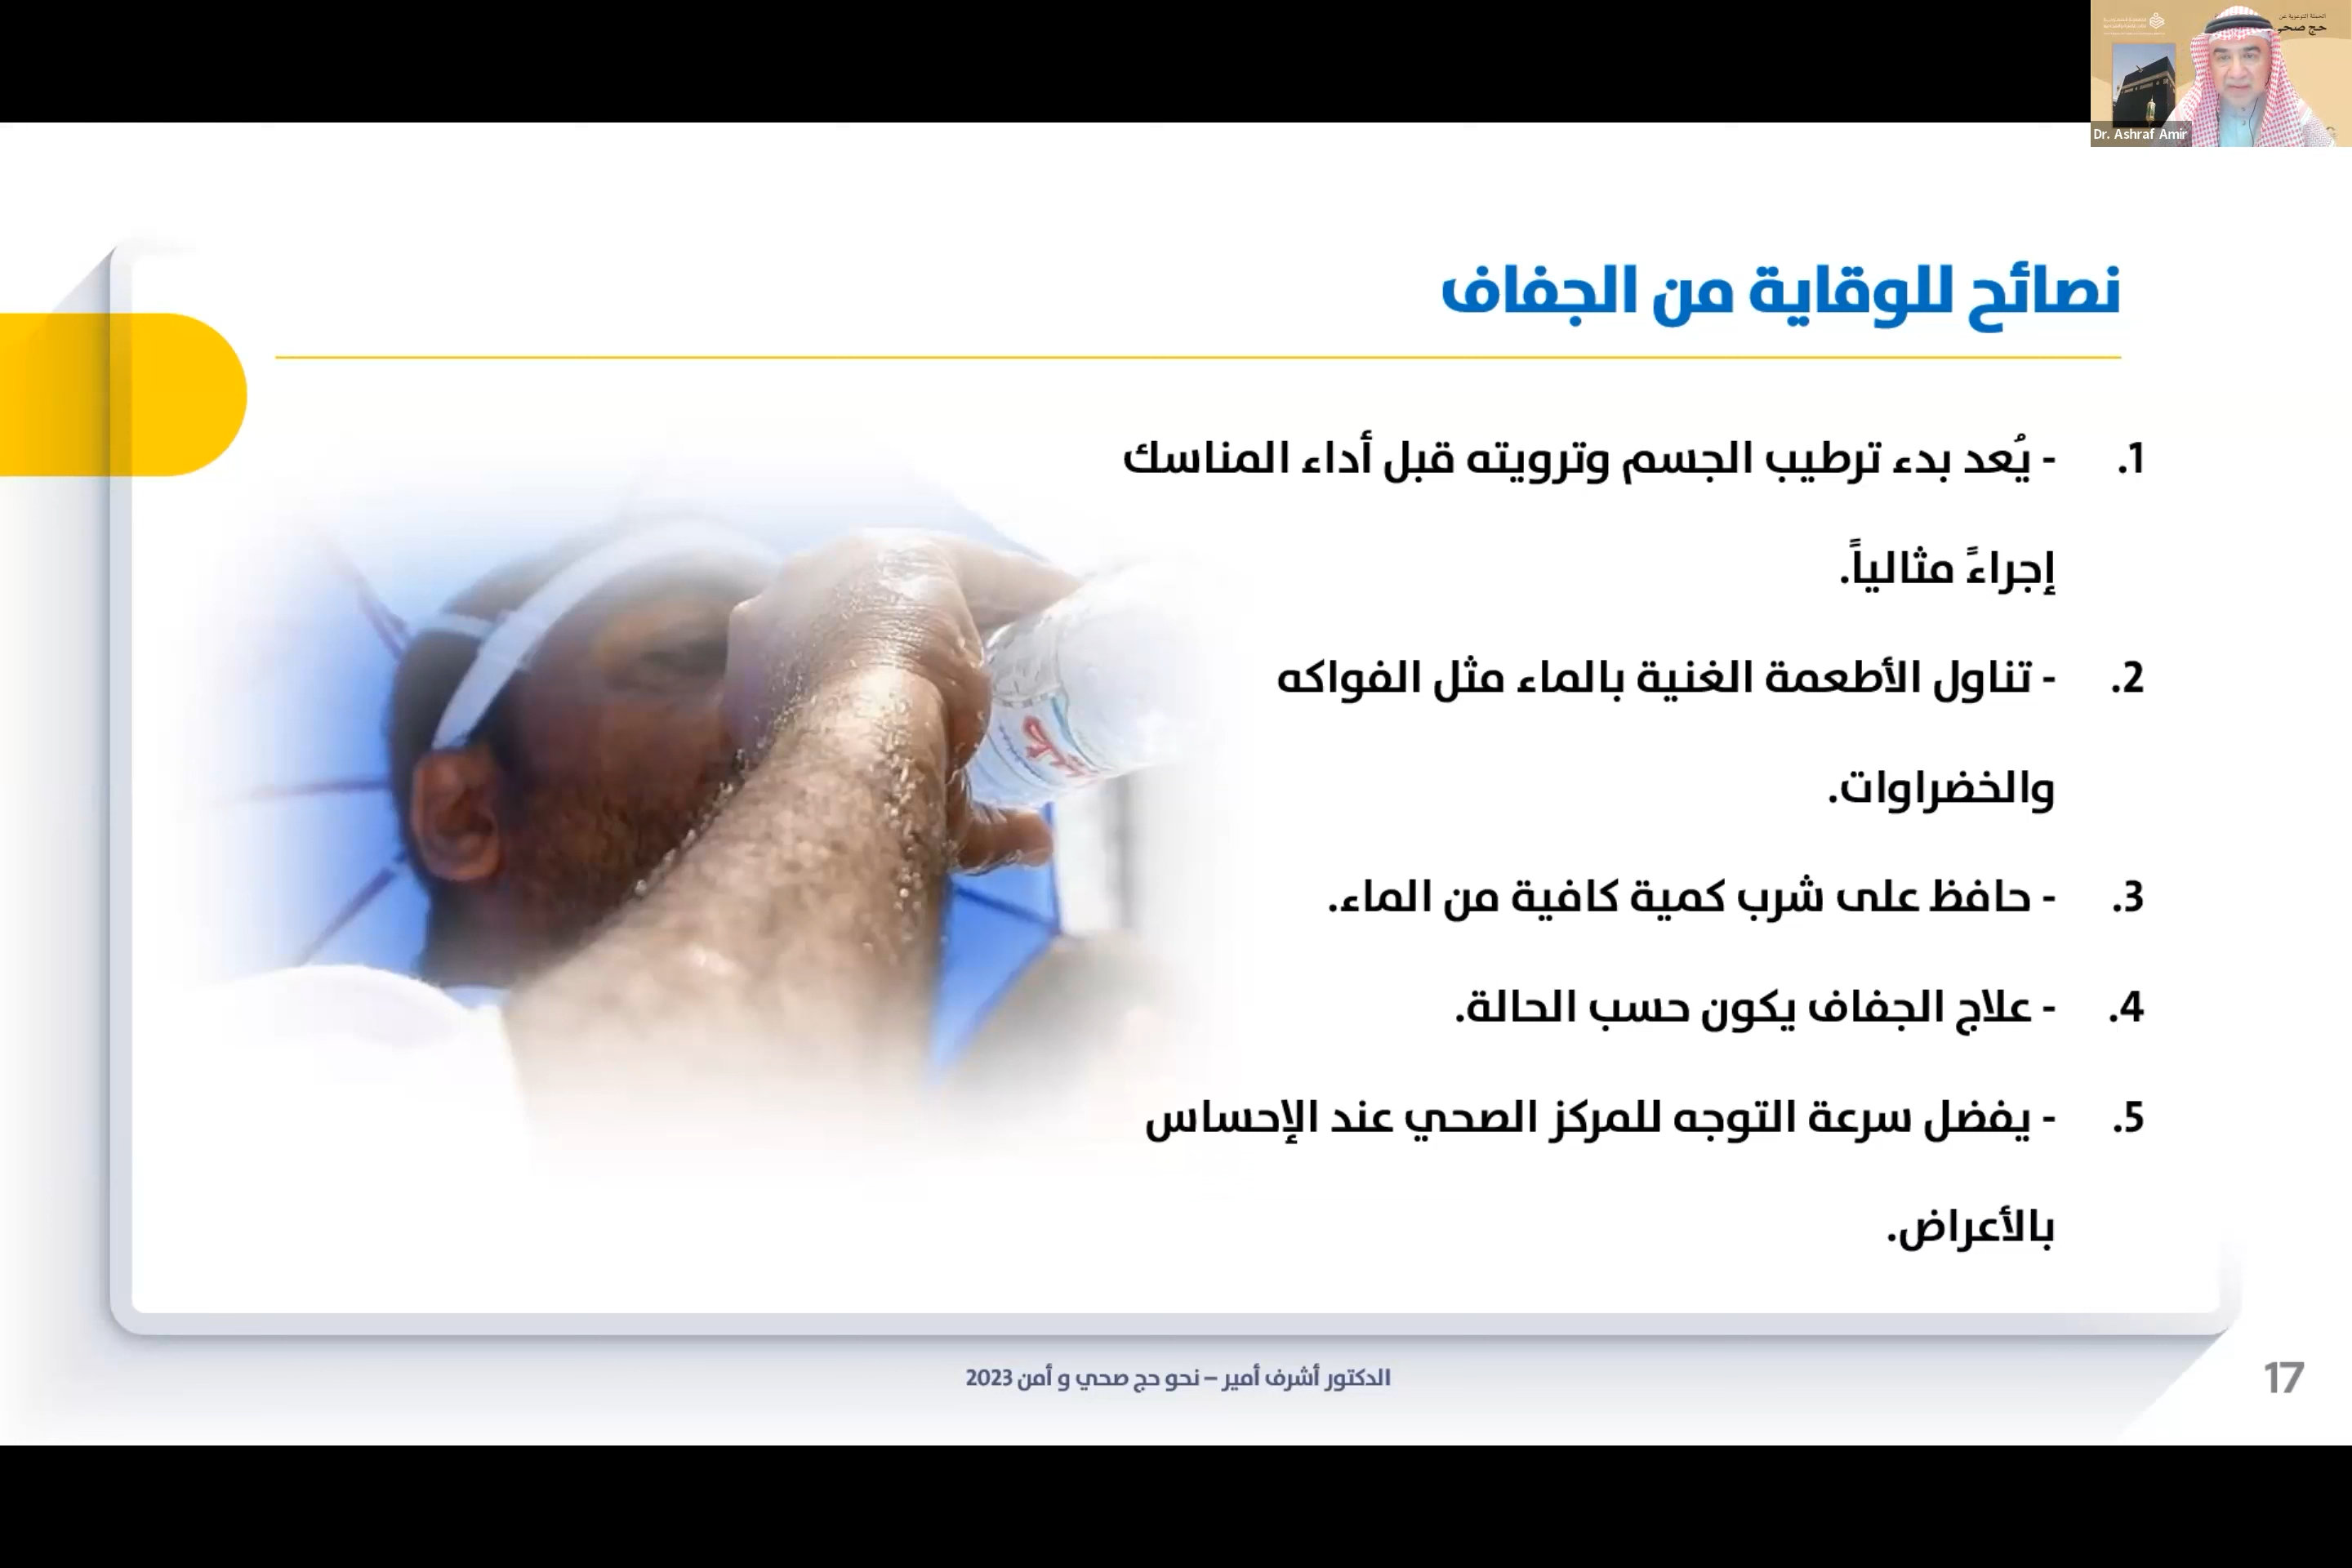 حج صحي
Dr. Ashraf Amir
نصائح للوقاية من الجفاف
1. - يُعد بدء ترطيب الجسم وترويته قبل أداء المناسك
إجراءً مثالياً.
2. - تناول الأطعمة الغنية بالماء مثل الفواكه
والخضراوات.
3. - حافظ على شرب كمية كافية من الماء.
4. - علاج الجفاف يكون حسب الحالة.
5. - يفضل سرعة التوجه للمركز الصحي عند الإحساس
بالأعراض.
الدكتور أشرف أمير – نحو حج صحي و أمن 2023
17